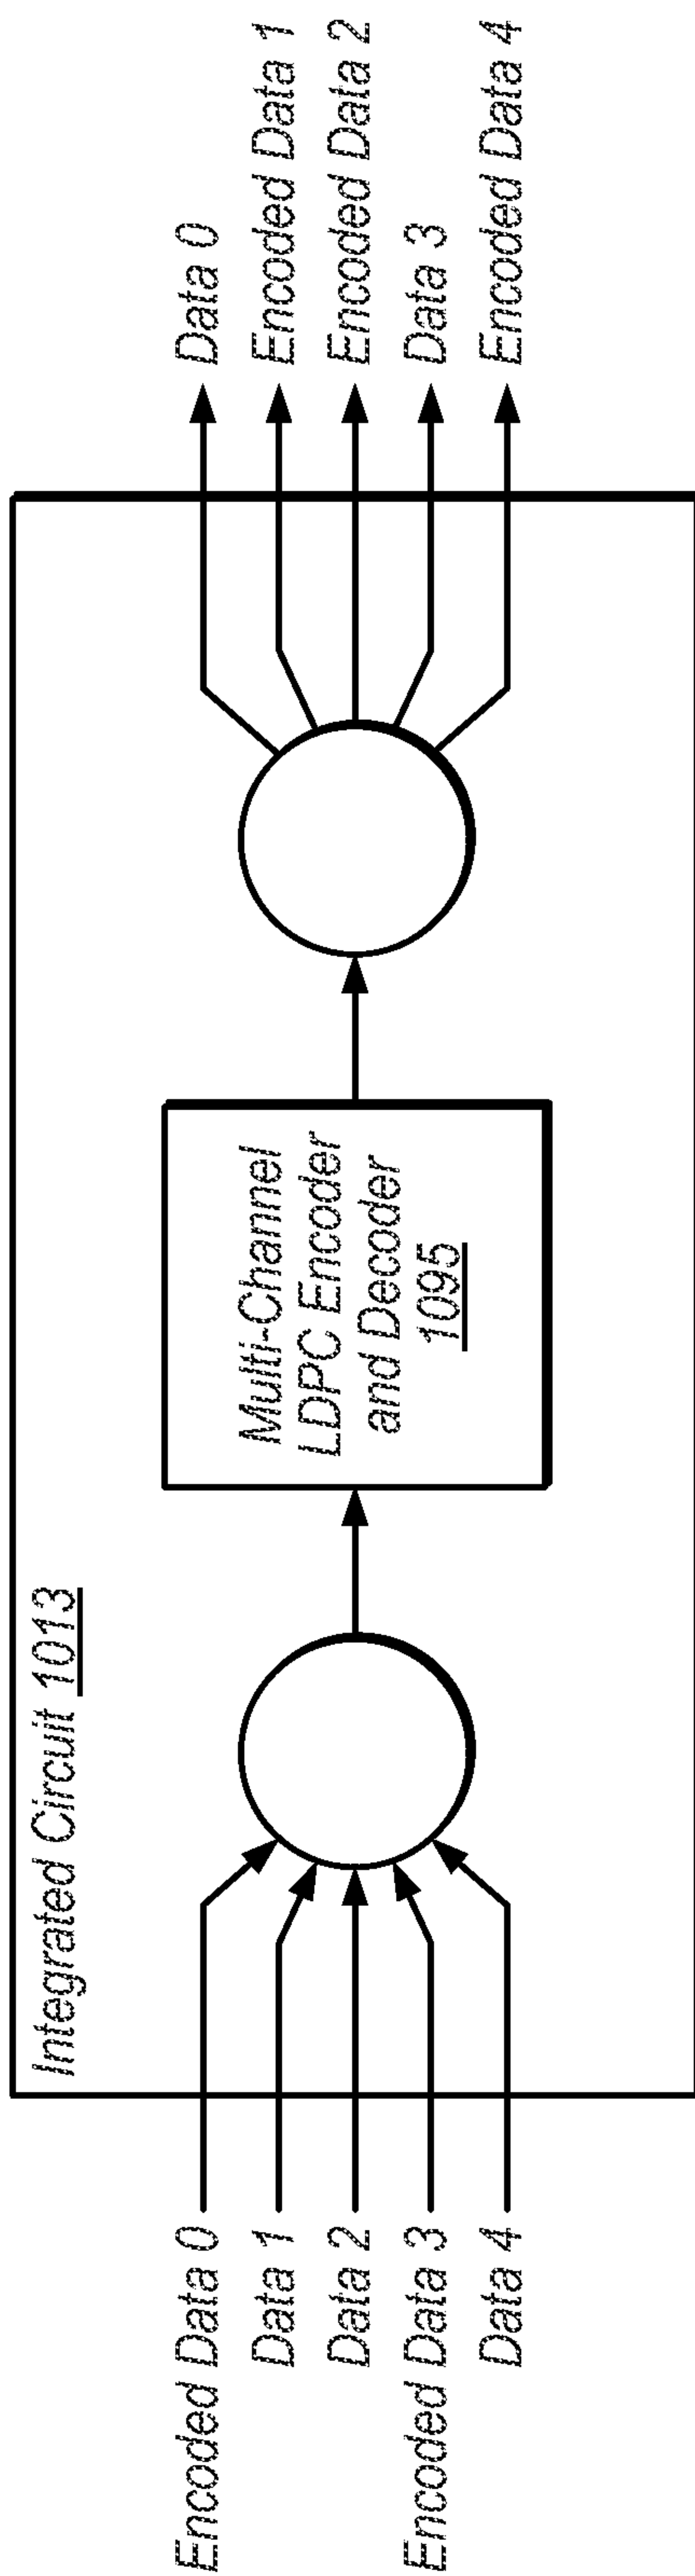 Integrated Circuit 1013
Encoded Data 0
Data 1
Data 2
Encoded Data 3
Data 4
Multi-Channel
LDPC Encoder
and Decoder
1095
Data 0
Encoded Data 1
Encoded Data 2
Data 3
Encoded Data 4